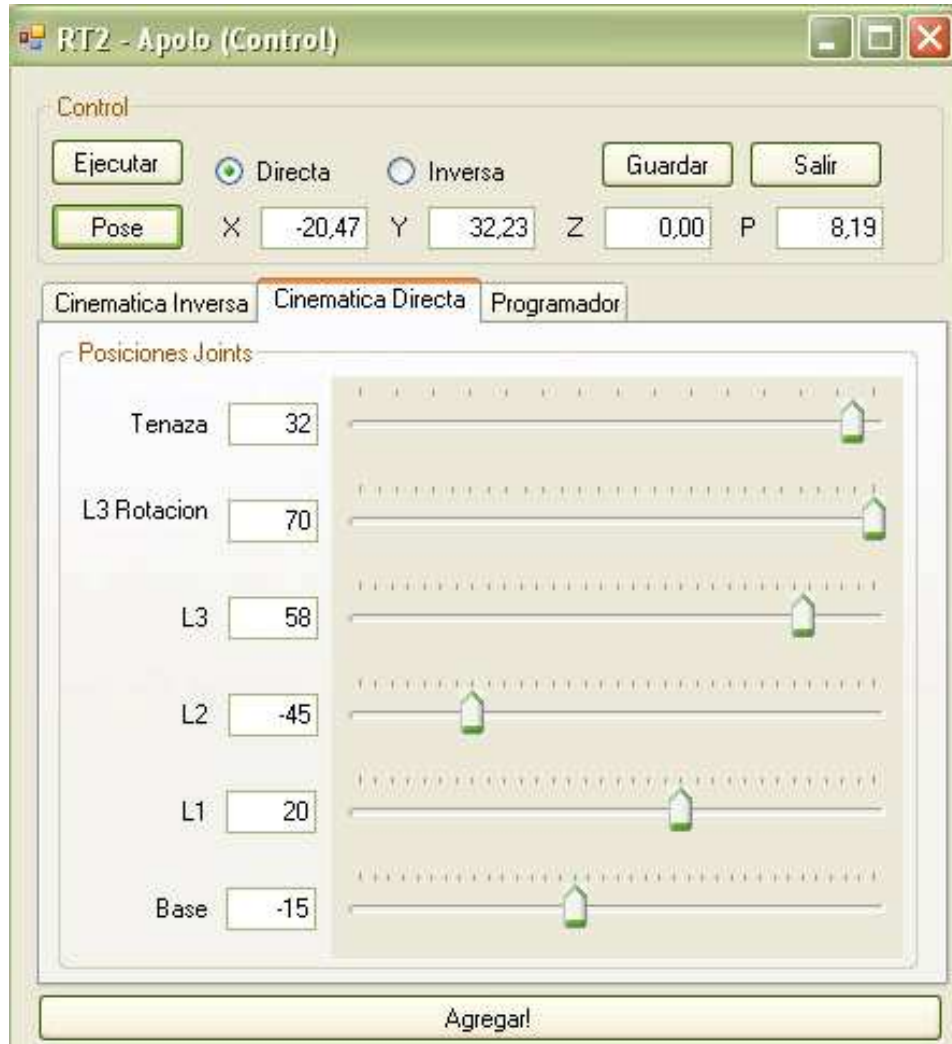 RT2 - Apolo (Control)
Control
Ejecutar Directa Inversa Guardar Salir
Pose X -20,47 Y 32,23 Z 0,00 P 8,19
Cinematica Inversa Cinematica Directa Programador
Posiciones Joints
Tenaza 32
L3 Rotacion 70
L3 58
L2 -45
L1 20
Base -15
Agregar!